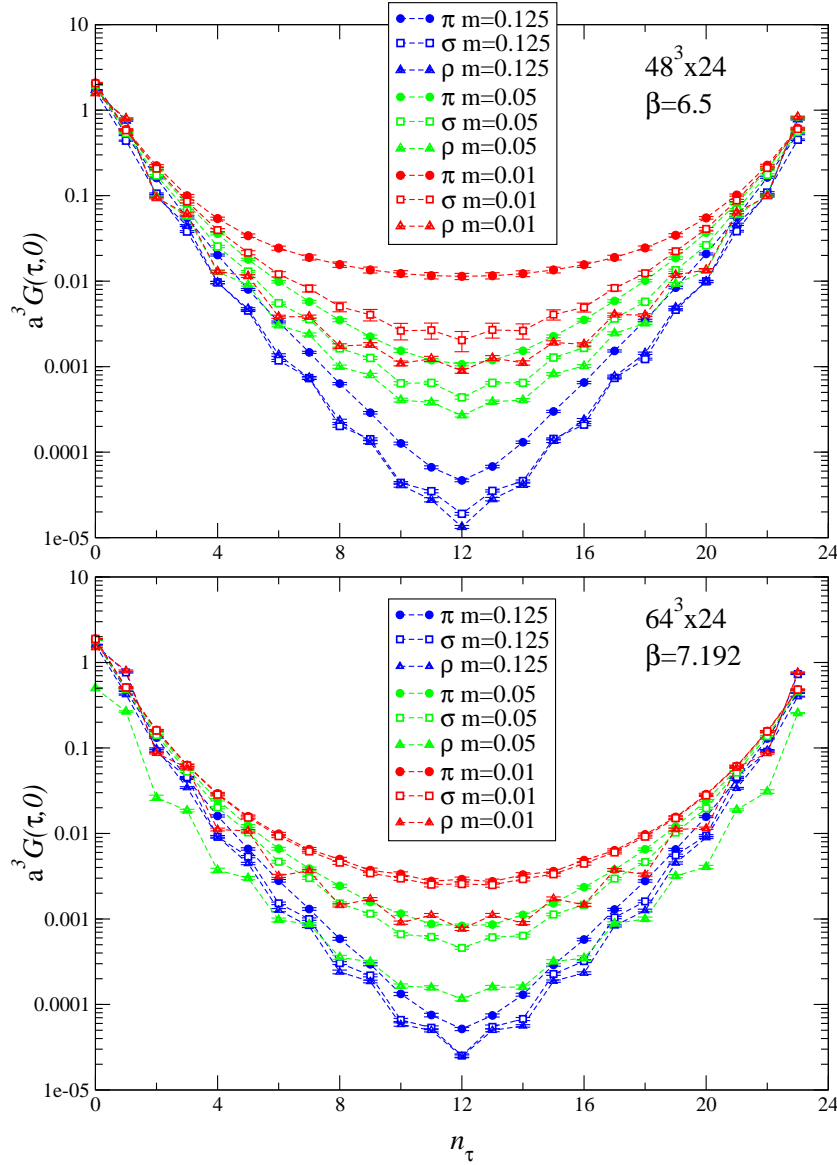 π m=0.125
σ m=0.125
ρ m=0.125
π m=0.05
σ m=0.05
ρ m=0.05
π m=0.01
σ m=0.01
ρ m=0.01
48³x24
β=6.5
10
1
0.1
0.01
0.001
0.0001
1e-05
a³G(τ,0)
0 4 8 12 16 20 24
π m=0.125
σ m=0.125
ρ m=0.125
π m=0.05
σ m=0.05
ρ m=0.05
π m=0.01
σ m=0.01
ρ m=0.01
64³x24
β=7.192
10
1
0.1
0.01
0.001
0.0001
1e-05
a³G(τ,0)
0 4 8 12 16 20 24
n_τ